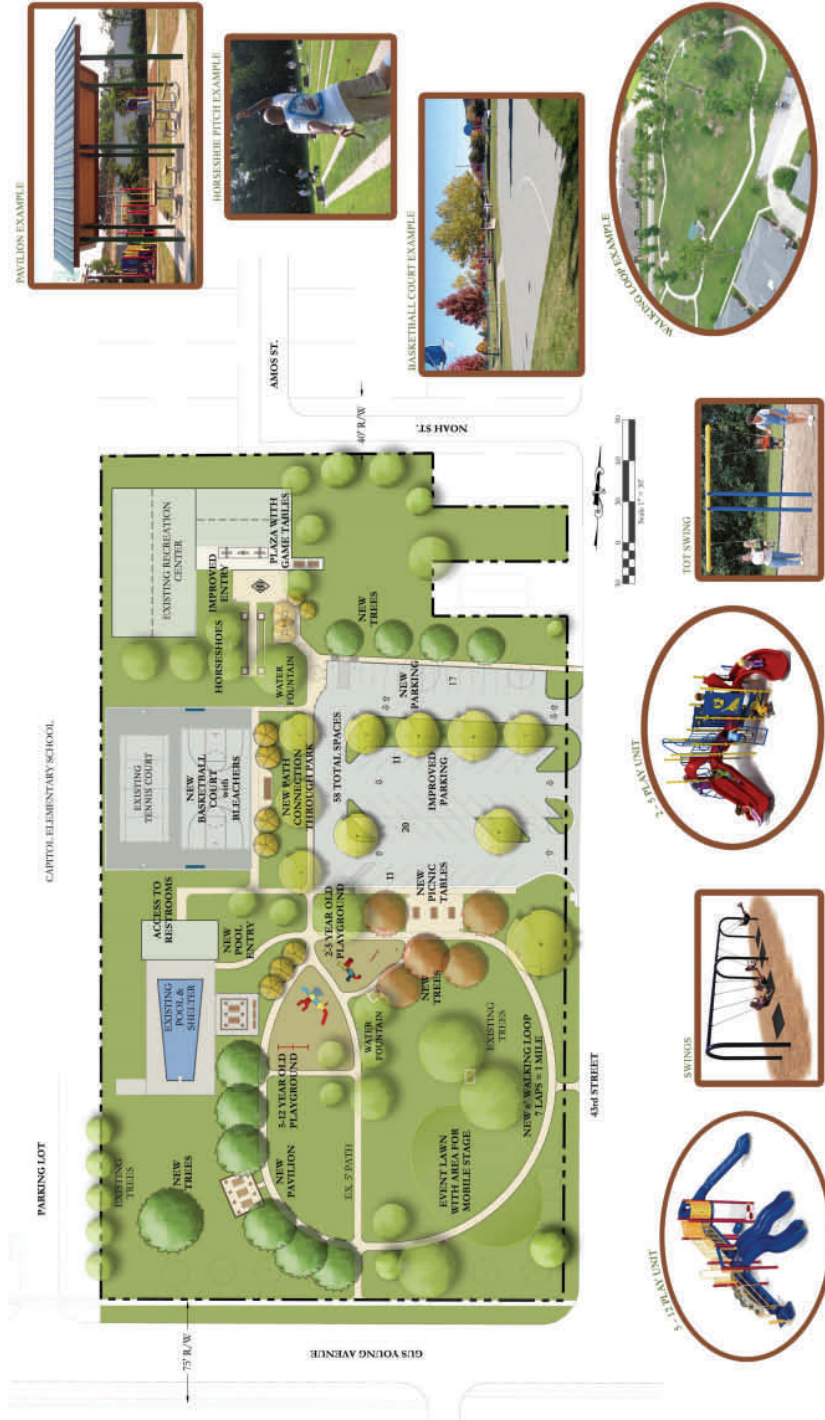 PAVILION EXAMPLE
HORSESHOE PITCH EXAMPLE
BASKETBALL COURT EXAMPLE
WALKING LOOP EXAMPLE
TOT SWING
2 - 5 PLAY UNIT
SWINGS
5 - 12 PLAY UNIT
CAPITOL ELEMENTARY SCHOOL
PARKING LOT
AMOS ST.
NOAH ST.
40' R/W
75' R/W
GUS YOUNG AVENUE
43rd STREET
Scale 1" = 30'
EXISTING RECREATION
CENTER
IMPROVED
ENTRY
PLAZA WITH
GAME TABLES
HORSESHOES
WATER
FOUNTAIN
NEW
TREES
EXISTING
TENNIS COURT
NEW
BASKETBALL
COURT
with
BLEACHERS
NEW PATH
CONNECTION
THROUGH PARK
58 TOTAL SPACES
NEW
PARKING
17
11
IMPROVED
PARKING
20
11
ACCESS TO
RESTROOMS
NEW
POOL
ENTRY
EXISTING
POOL &
SHELTER
2-5 YEAR OLD
PLAYGROUND
NEW
PICNIC
TABLES
NEW
TREES
WATER
FOUNTAIN
5-12 YEAR OLD
PLAYGROUND
EXISTING
TREES
NEW 6' WALKING LOOP
7 LAPS = 1 MILE
EXISTING
TREES
NEW
TREES
NEW
PAVILION
EX. 5' PATH
EVENT LAWN
WITH AREA FOR
MOBILE STAGE